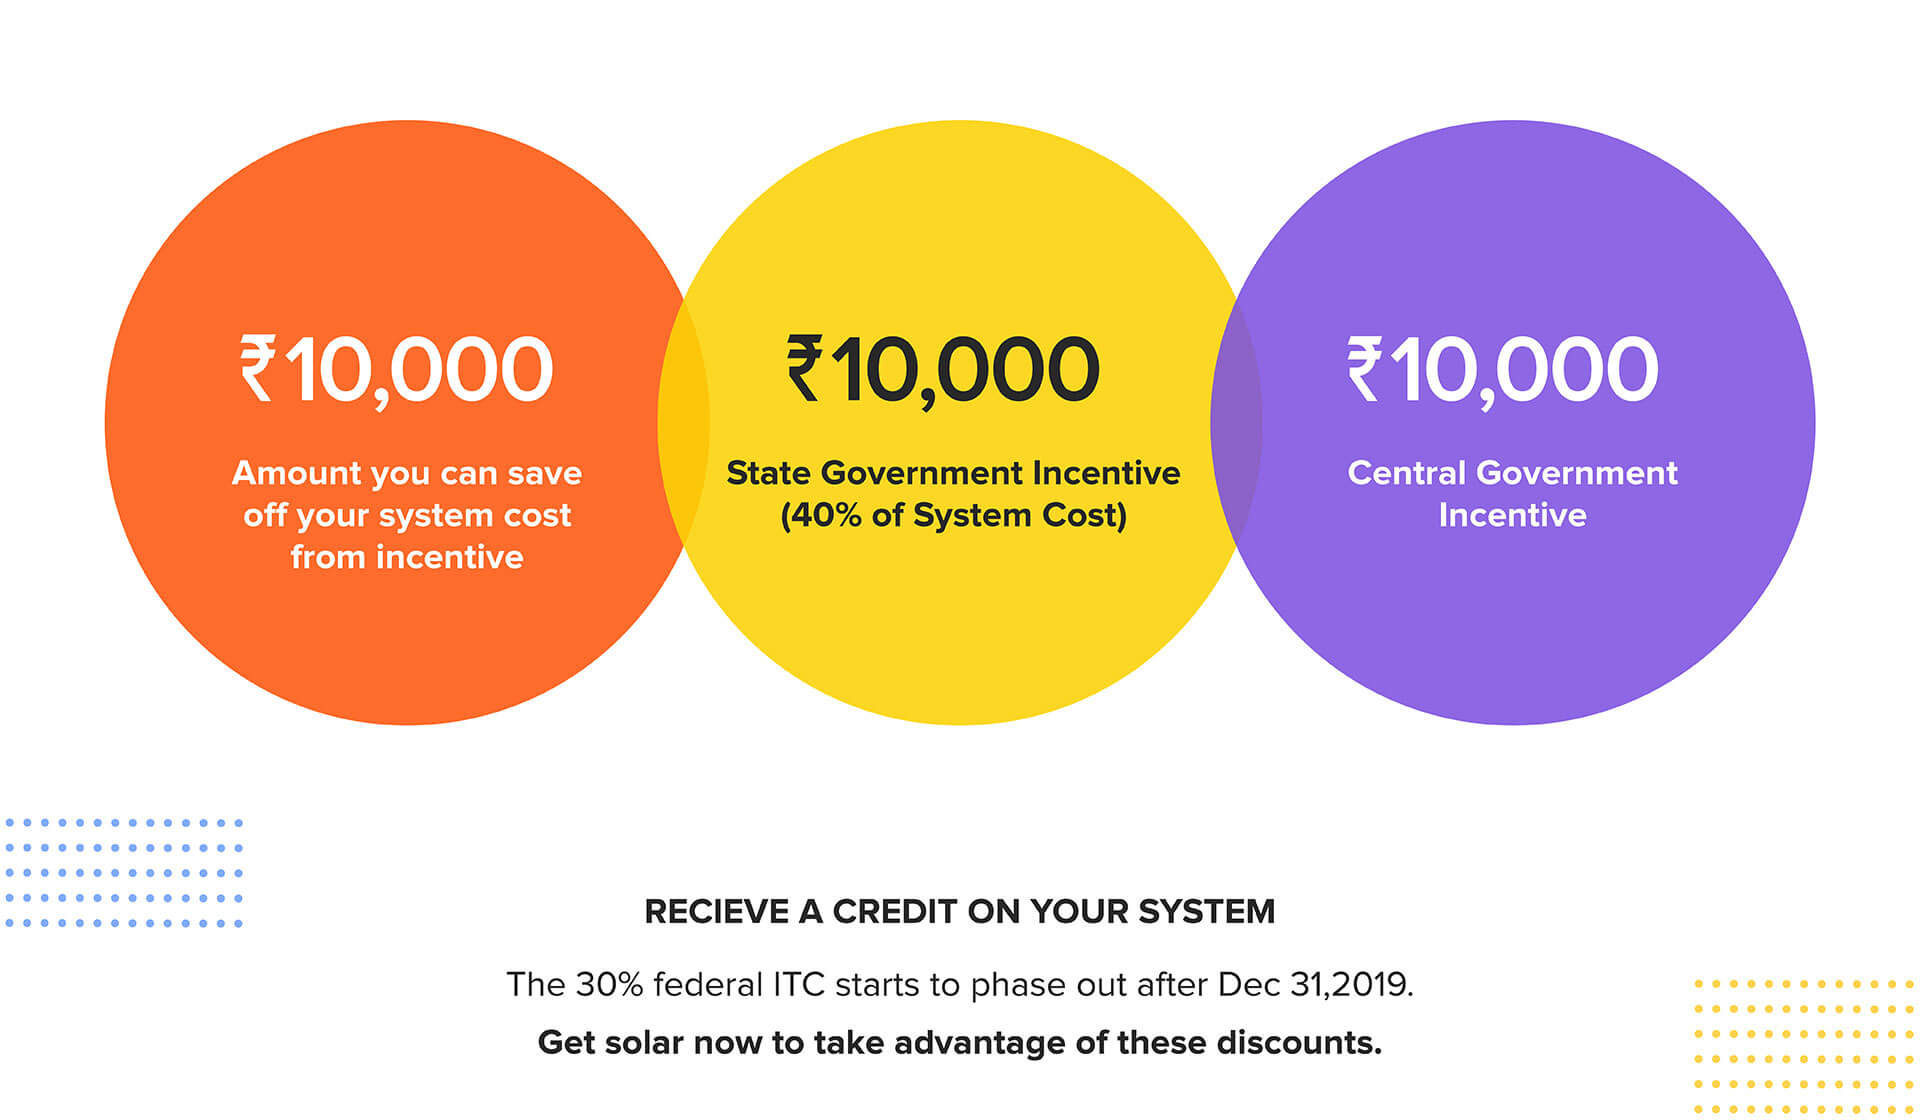 ₹10,000
Amount you can save
off your system cost
from incentive
₹10,000
State Government Incentive
(40% of System Cost)
₹10,000
Central Government
Incentive
RECIEVE A CREDIT ON YOUR SYSTEM
The 30% federal ITC starts to phase out after Dec 31,2019.
Get solar now to take advantage of these discounts.